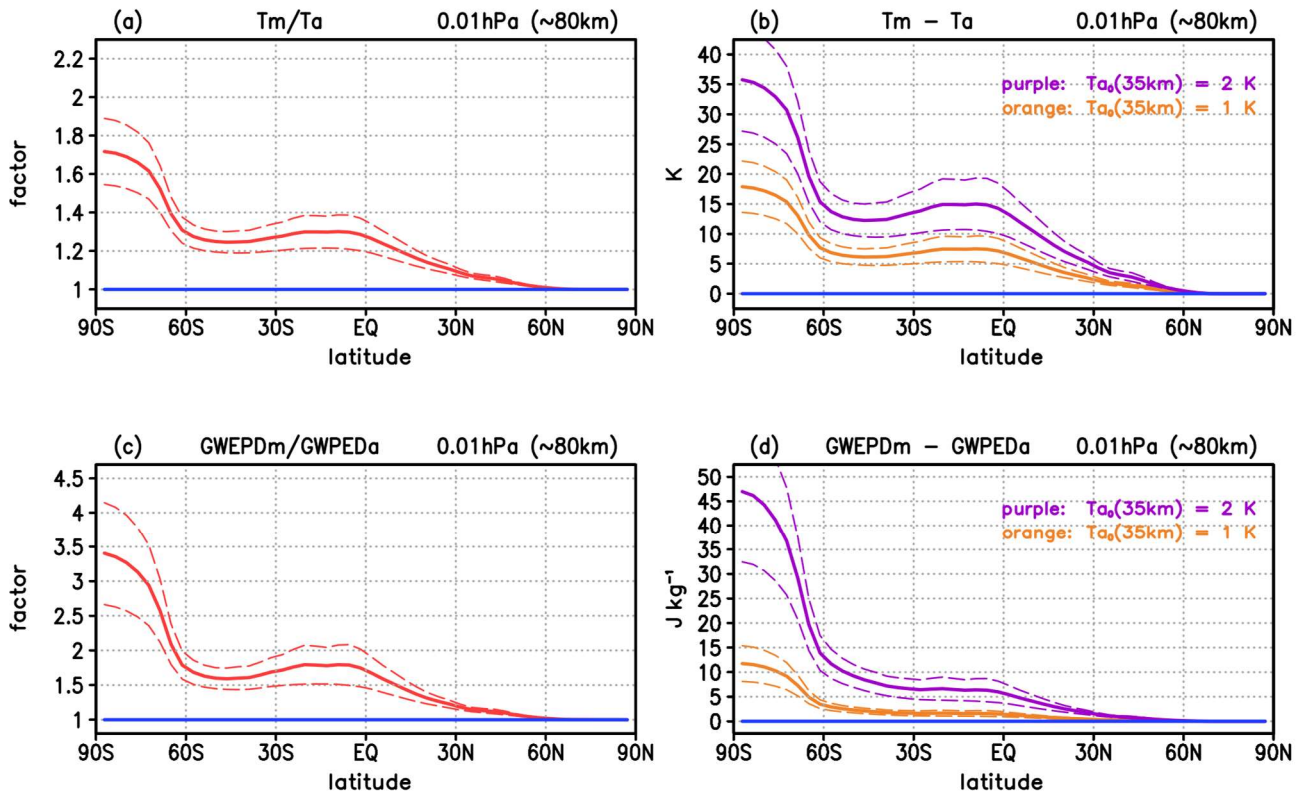 (a) Tm/Ta 0.01hPa (~80km)
2.2
2
1.8
1.6
1.4
1.2
1
factor
90S 60S 30S EQ 30N 60N 90N
latitude
(b) Tm − Ta 0.01hPa (~80km)
purple: Ta₀(35km) = 2 K
orange: Ta₀(35km) = 1 K
40
35
30
25
20
15
10
5
0
K
90S 60S 30S EQ 30N 60N 90N
latitude
(c) GWEPDm/GWPEDa 0.01hPa (~80km)
4.5
4
3.5
3
2.5
2
1.5
1
factor
90S 60S 30S EQ 30N 60N 90N
latitude
(d) GWEPDm − GWPEDa 0.01hPa (~80km)
purple: Ta₀(35km) = 2 K
orange: Ta₀(35km) = 1 K
50
45
40
35
30
25
20
15
10
5
0
J kg⁻¹
90S 60S 30S EQ 30N 60N 90N
latitude